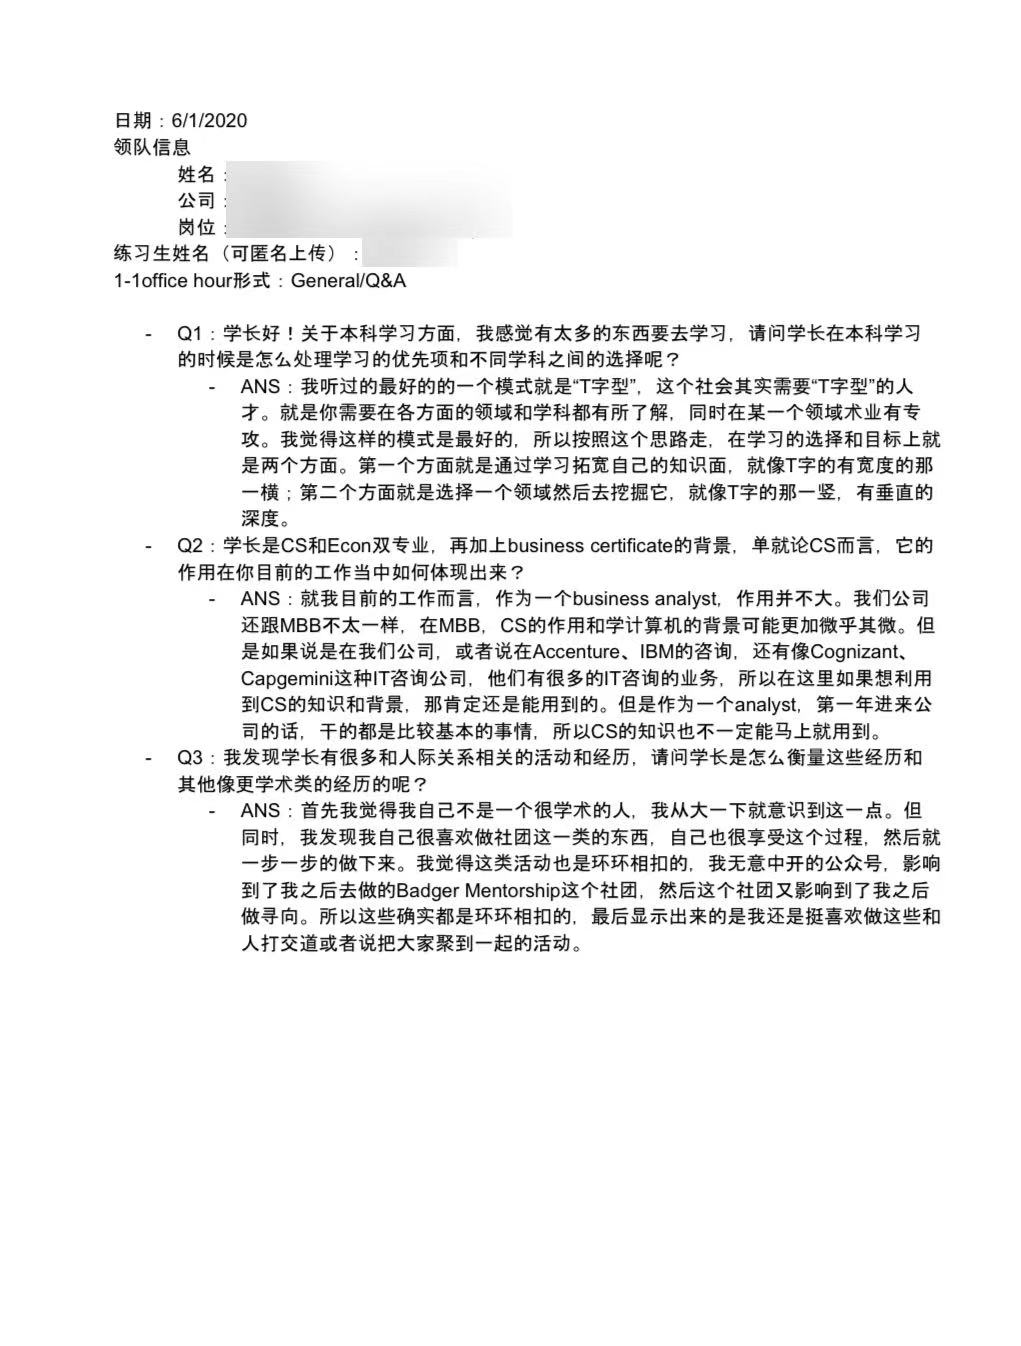 日期：6/1/2020
领队信息
姓名：
公司：
岗位：
练习生姓名（可匿名上传）：
1-1office hour形式：General/Q&A
- Q1：学长好！关于本科学习方面，我感觉有太多的东西要去学习，请问学长在本科学习
的时候是怎么处理学习的优先项和不同学科之间的选择呢？
- ANS：我听过的最好的的一个模式就是“T字型”，这个社会其实需要“T字型”的人
才。就是你需要在各方面的领域和学科都有所了解，同时在某一个领域术业有专
攻。我觉得这样的模式是最好的，所以按照这个思路走，在学习的选择和目标上就
是两个方面。第一个方面就是通过学习拓宽自己的知识面，就像T字的有宽度的那
一横；第二个方面就是选择一个领域然后去挖掘它，就像T字的那一竖，有垂直的
深度。
- Q2：学长是CS和Econ双专业，再加上business certificate的背景，单就论CS而言，它的
作用在你目前的工作当中如何体现出来？
- ANS：就我目前的工作而言，作为一个business analyst，作用并不大。我们公司
还跟MBB不太一样，在MBB，CS的作用和学计算机的背景可能更加微乎其微。但
是如果说是在我们公司，或者说在Accenture、IBM的咨询，还有像Cognizant、
Capgemini这种IT咨询公司，他们有很多的IT咨询的业务，所以在这里如果想利用
到CS的知识和背景，那肯定还是能用到的。但是作为一个analyst，第一年进来公
司的话，干的都是比较基本的事情，所以CS的知识也不一定能马上就用到。
- Q3：我发现学长有很多和人际关系相关的活动和经历，请问学长是怎么衡量这些经历和
其他像更学术类的经历的呢？
- ANS：首先我觉得我自己不是一个很学术的人，我从大一下就意识到这一点。但
同时，我发现我自己很喜欢做社团这一类的东西，自己也很享受这个过程，然后就
一步一步的做下来。我觉得这类活动也是环环相扣的，我无意中开的公众号，影响
到了我之后去做的Badger Mentorship这个社团，然后这个社团又影响到了我之后
做寻向。所以这些确实都是环环相扣的，最后显示出来的是我还是挺喜欢做这些和
人打交道或者说把大家聚到一起的活动。